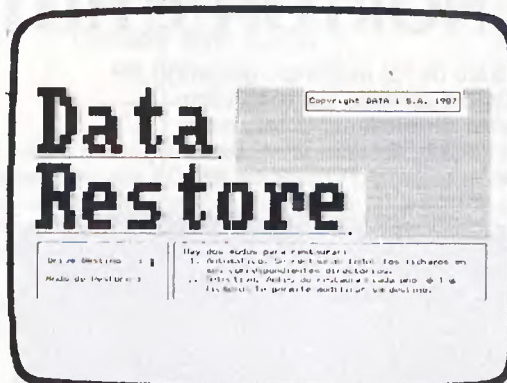 Copyright DATA 1 S.A. 1987
Data
Restore.
Drive Destino :
Modo de Restore :
Hay dos modos para restaurar:
1. Automatico. Se restauran todos los ficheros en
sus correspondientes directorios.
2. Selectivo. Antes de restaurar cada uno
ficheros le permite modificar su destino.